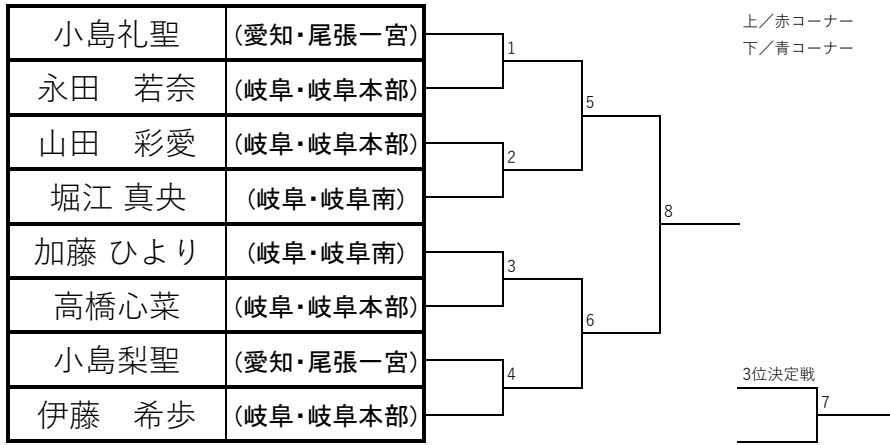 小島礼聖 (愛知・尾張一宮)
永田　若奈 (岐阜・岐阜本部)
山田　彩愛 (岐阜・岐阜本部)
堀江 真央 (岐阜・岐阜南)
加藤 ひより (岐阜・岐阜南)
高橋心菜 (岐阜・岐阜本部)
小島梨聖 (愛知・尾張一宮)
伊藤　希歩 (岐阜・岐阜本部)
1
2
3
4
5
6
8
上／赤コーナー
下／青コーナー
3位決定戦
7